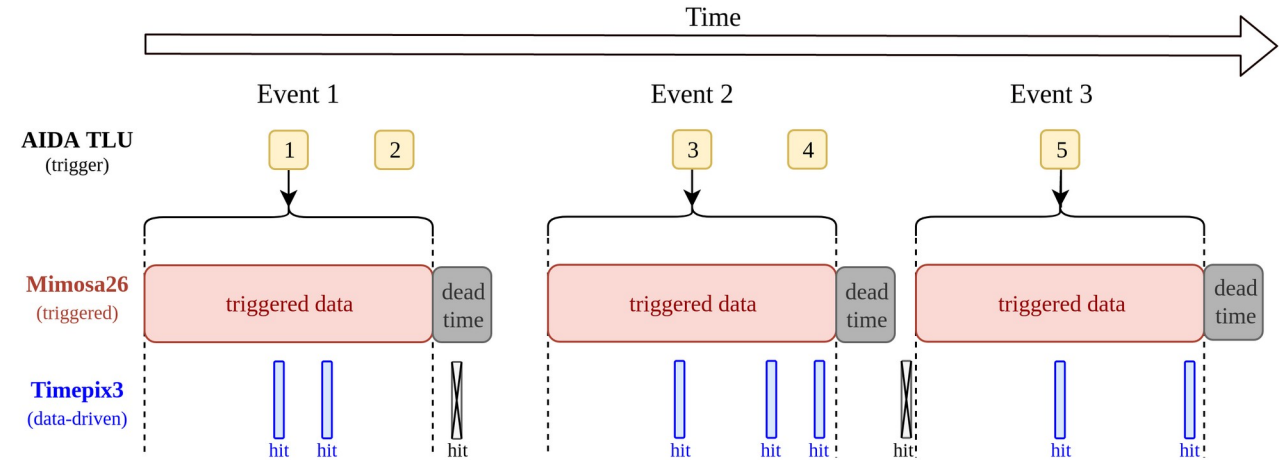 Time
Event 1
Event 2
Event 3
AIDA TLU
(trigger)
1
2
3
4
5
Mimosa26
(triggered)
triggered data
dead
time
triggered data
dead
time
triggered data
dead
time
Timepix3
(data-driven)
hit
hit
hit
hit
hit
hit
hit
hit
hit